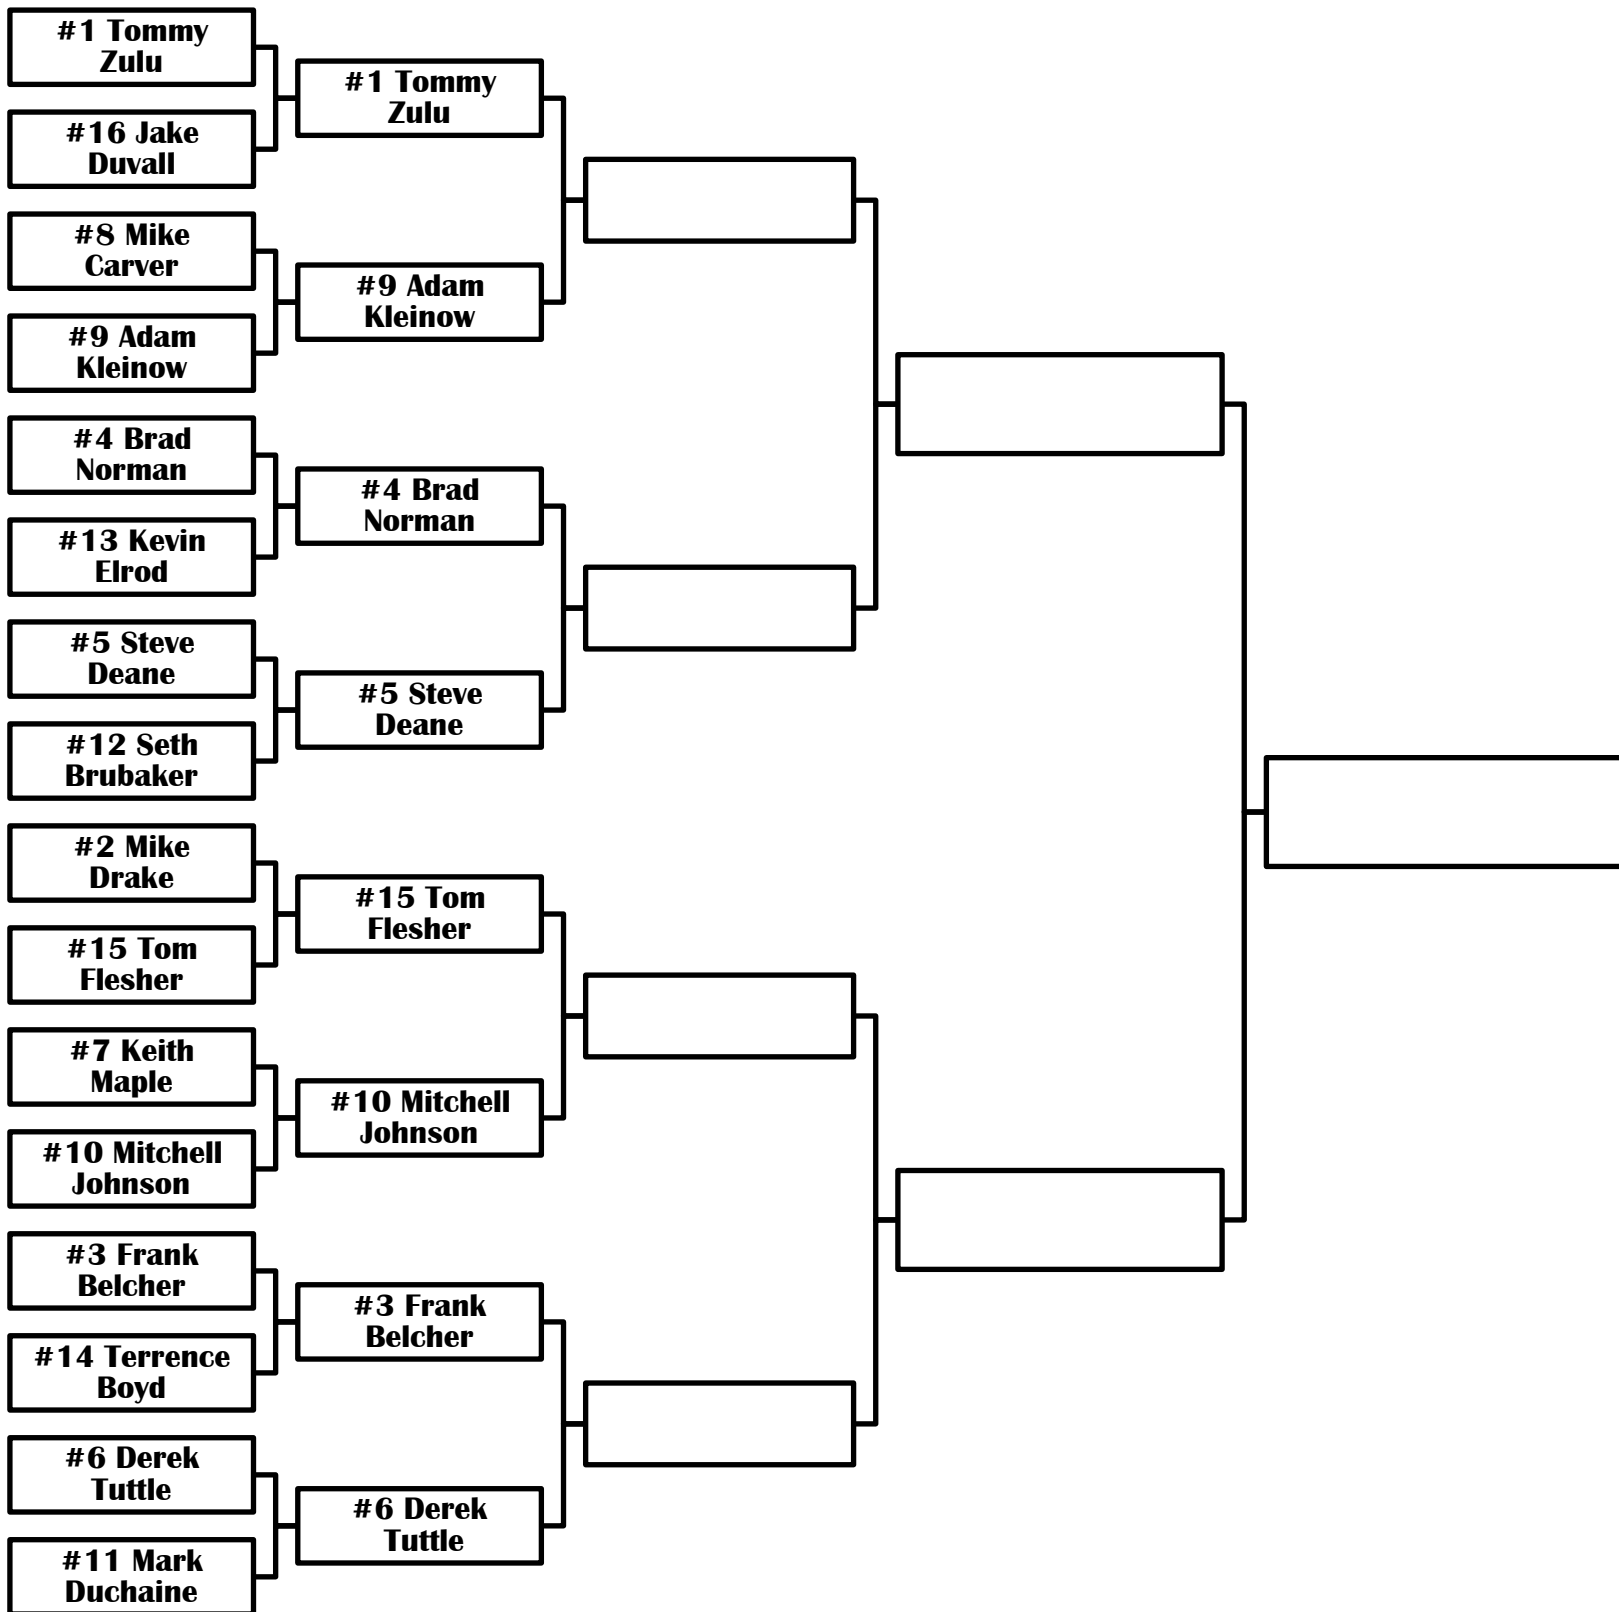 #1 Tommy
Zulu
#16 Jake
Duvall
#8 Mike
Carver
#9 Adam
Kleinow
#4 Brad
Norman
#13 Kevin
Elrod
#5 Steve
Deane
#12 Seth
Brubaker
#2 Mike
Drake
#15 Tom
Flesher
#7 Keith
Maple
#10 Mitchell
Johnson
#3 Frank
Belcher
#14 Terrence
Boyd
#6 Derek
Tuttle
#11 Mark
Duchaine
#1 Tommy
Zulu
#9 Adam
Kleinow
#4 Brad
Norman
#5 Steve
Deane
#15 Tom
Flesher
#10 Mitchell
Johnson
#3 Frank
Belcher
#6 Derek
Tuttle